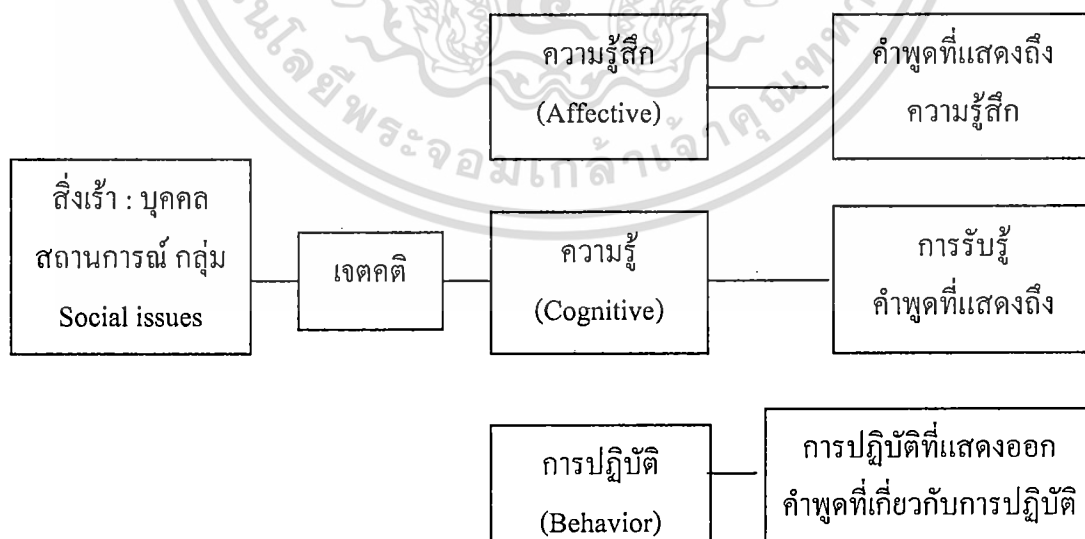 ความรู้สึก
(Affective)
คำพูดที่แสดงถึง
ความรู้สึก
สิ่งเร้า : บุคคล
สถานการณ์ กลุ่ม
Social issues
เจตคติ
ความรู้
(Cognitive)
การรับรู้
คำพูดที่แสดงถึง
การปฏิบัติ
(Behavior)
การปฏิบัติที่แสดงออก
คำพูดที่เกี่ยวกับการปฏิบัติ